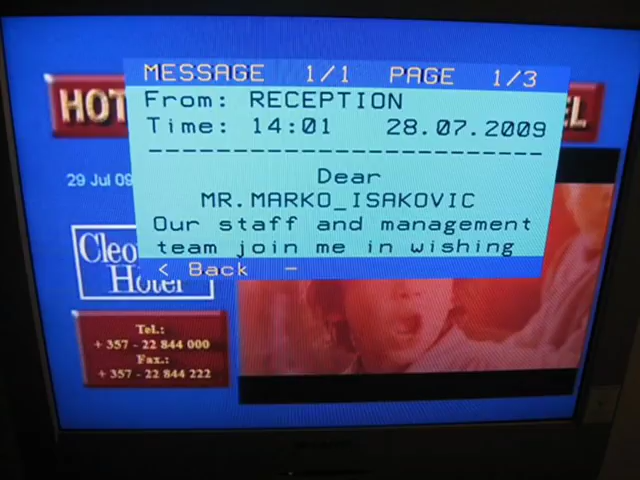 MESSAGE 1/1 PAGE 1/3
From: RECEPTION
Time: 14:01 28.07.2009
Dear
MR.MARKO_ISAKOVIC
Our staff and management
team join me in wishing
< Back –
HOT
EL
29 Jul 09
Cleo
Hotel
Tel.:
+ 357 - 22 844 000
Fax.:
+ 357 - 22 844 222